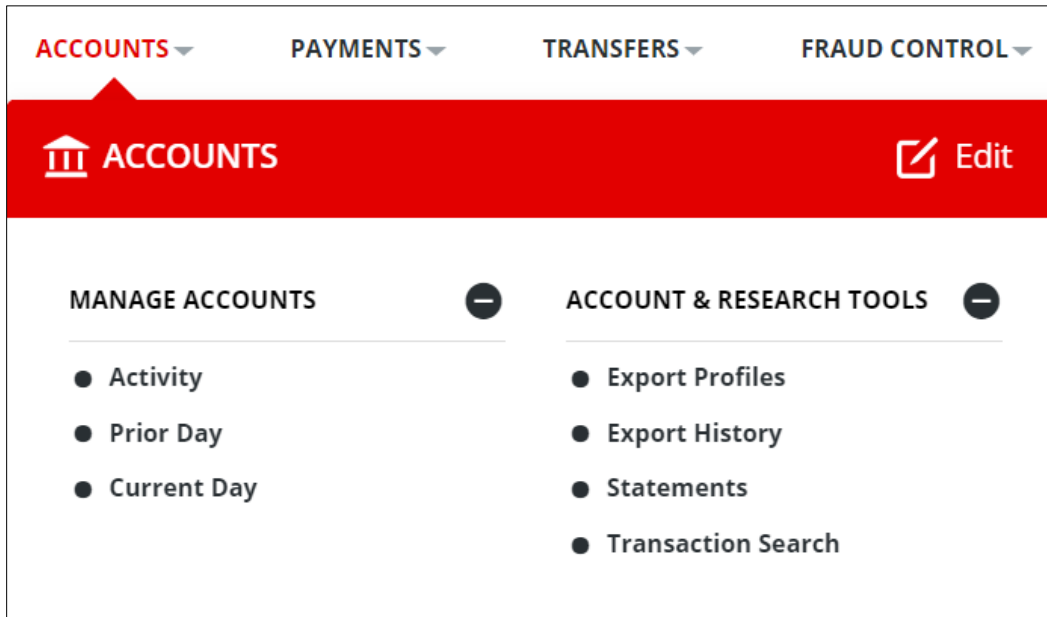 ACCOUNTS PAYMENTS TRANSFERS FRAUD CONTROL
ACCOUNTS Edit
MANAGE ACCOUNTS
Activity
Prior Day
Current Day
ACCOUNT & RESEARCH TOOLS
Export Profiles
Export History
Statements
Transaction Search